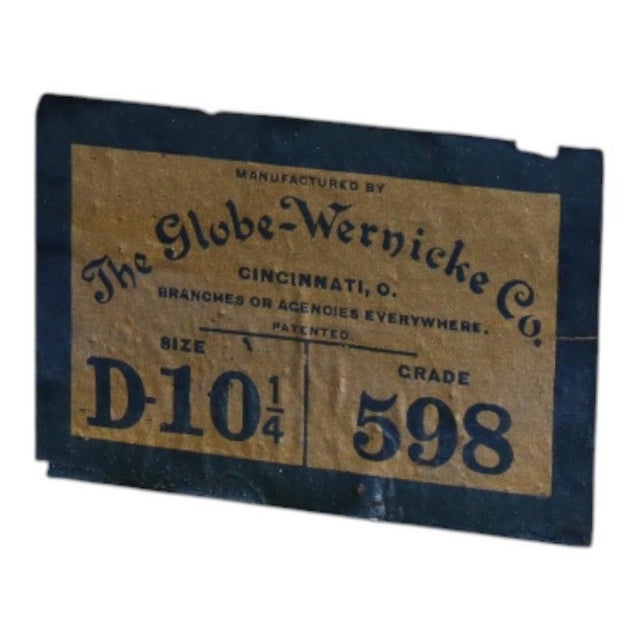 MANUFACTURED BY
The Globe-Wernicke Co.
CINCINNATI, O.
BRANCHES OR AGENCIES EVERYWHERE.
PATENTED
SIZE
D-10 1/4
GRADE
598